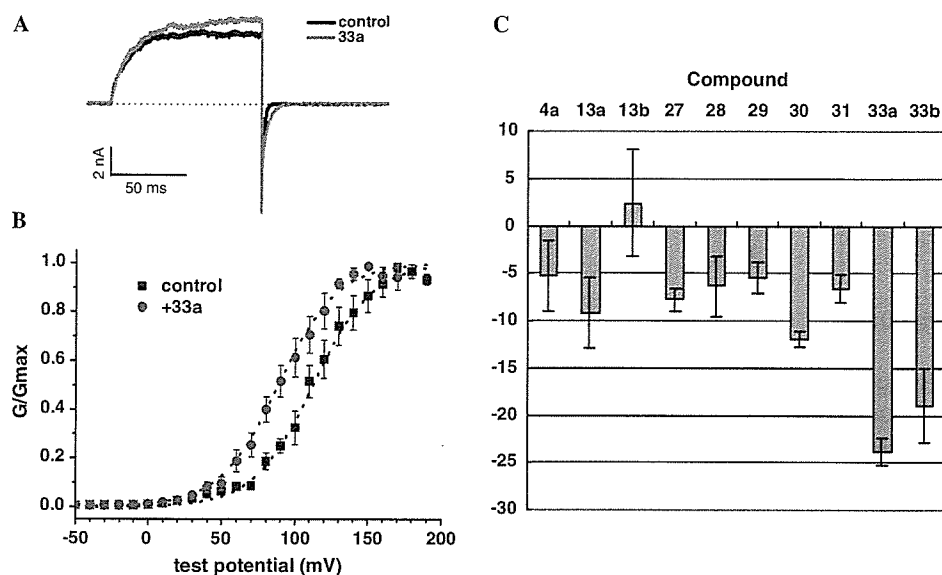 A
control
33a
2 nA
50 ms
B
1.0
0.8
0.6
0.4
0.2
0.0
G/Gmax
control
+33a
-50 0 50 100 150 200
test potential (mV)
C
Compound
4a 13a 13b 27 28 29 30 31 33a 33b
10
5
0
-5
-10
-15
-20
-25
-30